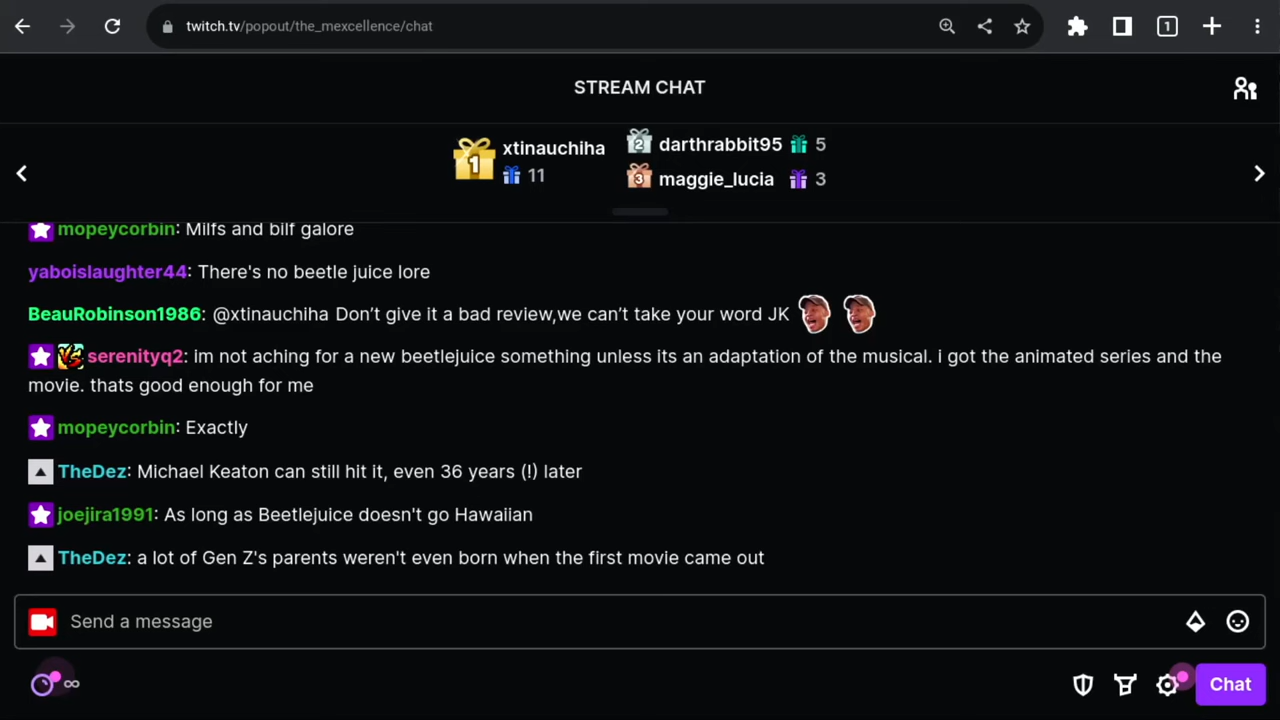 twitch.tv/popout/the_mexcellence/chat
1
STREAM CHAT
1
xtinauchiha
11
2
darthrabbit95
5
3
maggie_lucia
3
mopeycorbin: Milfs and bilf galore
yaboislaughter44: There's no beetle juice lore
BeauRobinson1986: @xtinauchiha Don’t give it a bad review,we can’t take your word JK
serenityq2: im not aching for a new beetlejuice something unless its an adaptation of the musical. i got the animated series and the
movie. thats good enough for me
mopeycorbin: Exactly
TheDez: Michael Keaton can still hit it, even 36 years (!) later
joejira1991: As long as Beetlejuice doesn't go Hawaiian
TheDez: a lot of Gen Z's parents weren't even born when the first movie came out
Send a message
∞
Chat